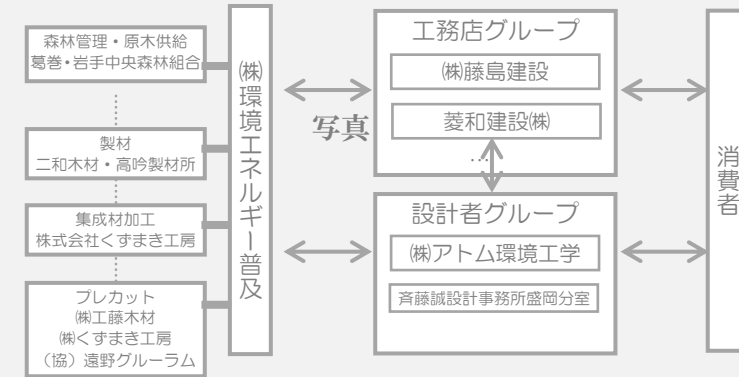 森林管理・原木供給
葛巻・岩手中央森林組合
製材
二和木材・高吟製材所
集成材加工
株式会社くずまき工房
プレカット
㈱工藤木材
㈱くずまき工房
（協）遠野グルーラム
㈱環境エネルギー普及
写真
工務店グループ
㈱藤島建設
菱和建設㈱
…
設計者グループ
㈱アトム環境工学
斉藤誠設計事務所盛岡分室
消費者